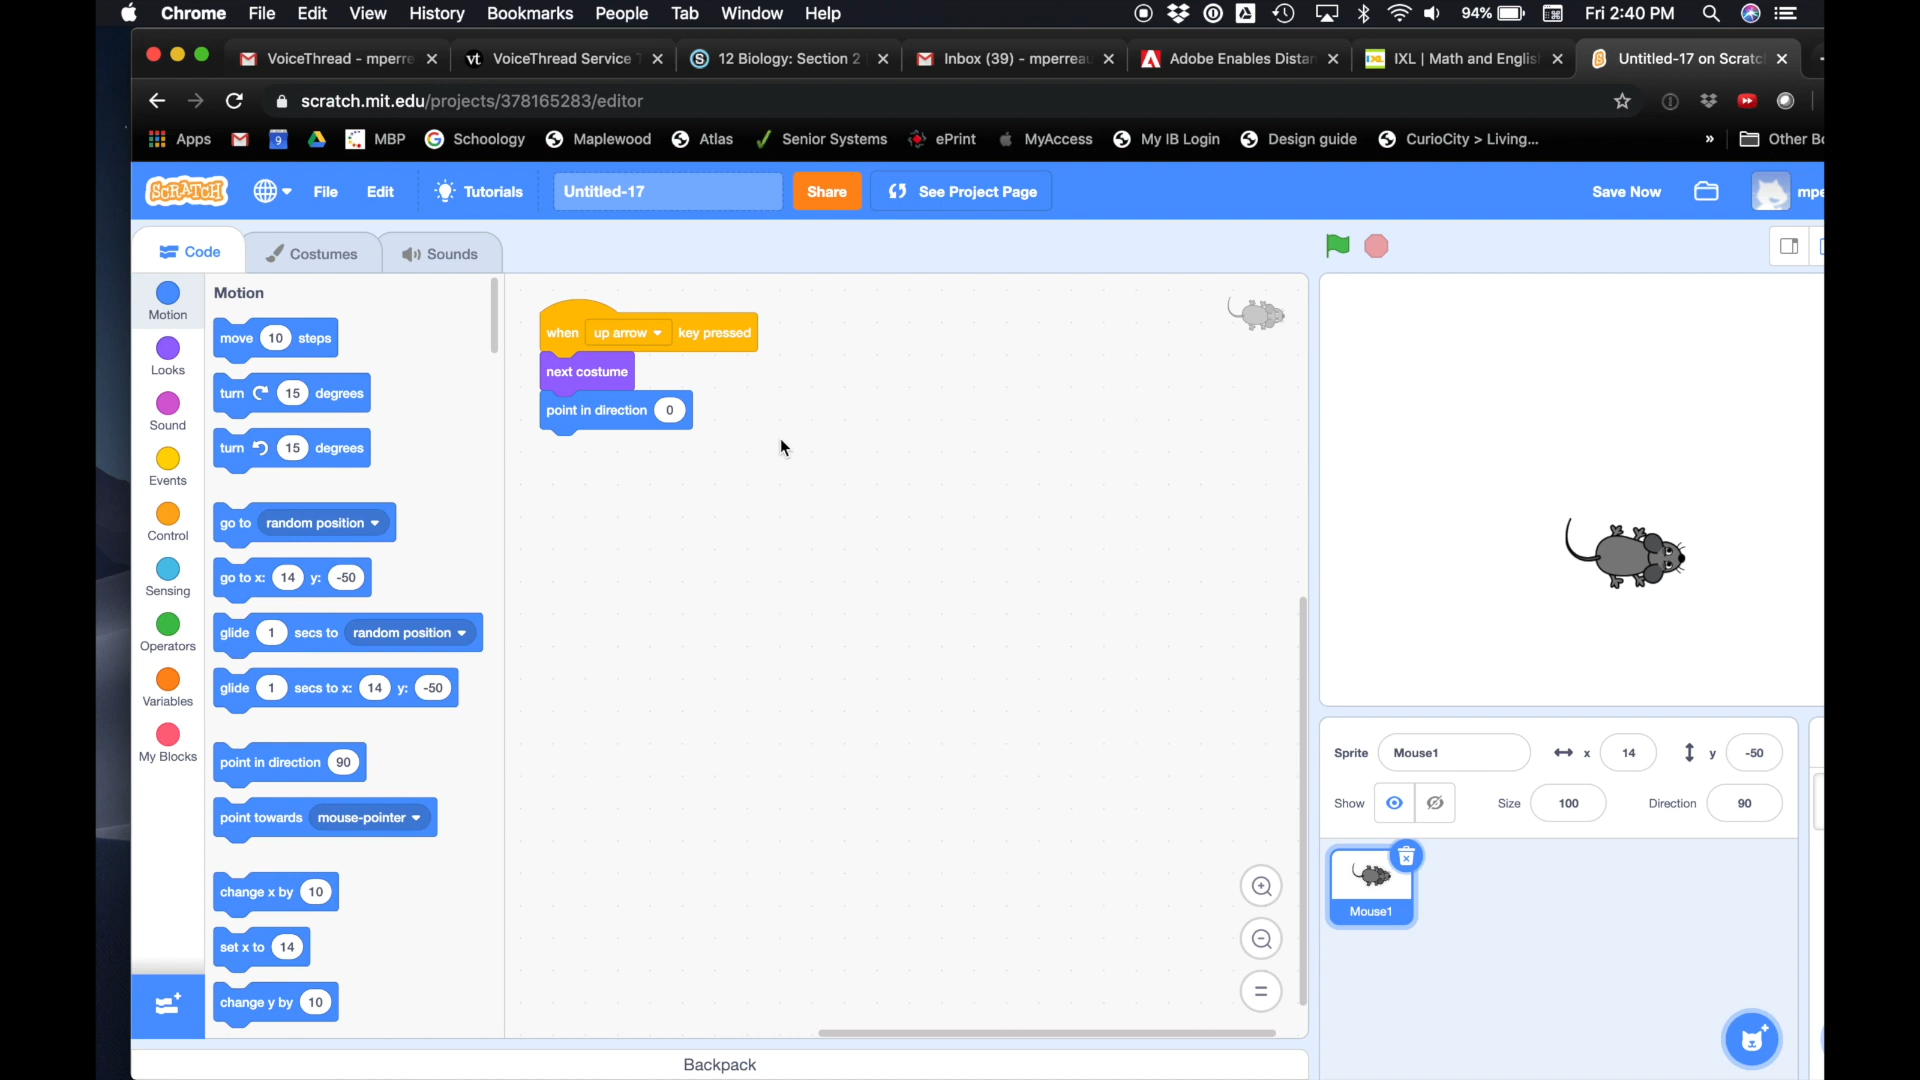 Chrome File Edit View History Bookmarks People Tab Window Help 94% Fri 2:40 PM
VoiceThread - mperre VoiceThread Service 12 Biology: Section 2 Inbox (39) - mperreau Adobe Enables Distan IXL | Math and English Untitled-17 on Scratc
scratch.mit.edu/projects/378165283/editor
Apps 9 MBP Schoology Maplewood Atlas Senior Systems ePrint MyAccess My IB Login Design guide CurioCity > Living... » Other Bo
SCRATCH File Edit Tutorials Untitled-17 Share See Project Page Save Now mpe
Code Costumes Sounds
Motion
Looks
Sound
Events
Control
Sensing
Operators
Variables
My Blocks
Motion
move 10 steps
turn 15 degrees
turn 15 degrees
go to random position
go to x: 14 y: -50
glide 1 secs to random position
glide 1 secs to x: 14 y: -50
point in direction 90
point towards mouse-pointer
change x by 10
set x to 14
change y by 10
when up arrow key pressed
next costume
point in direction 0
Sprite Mouse1 x 14 y -50
Show Size 100 Direction 90
Mouse1
Backpack